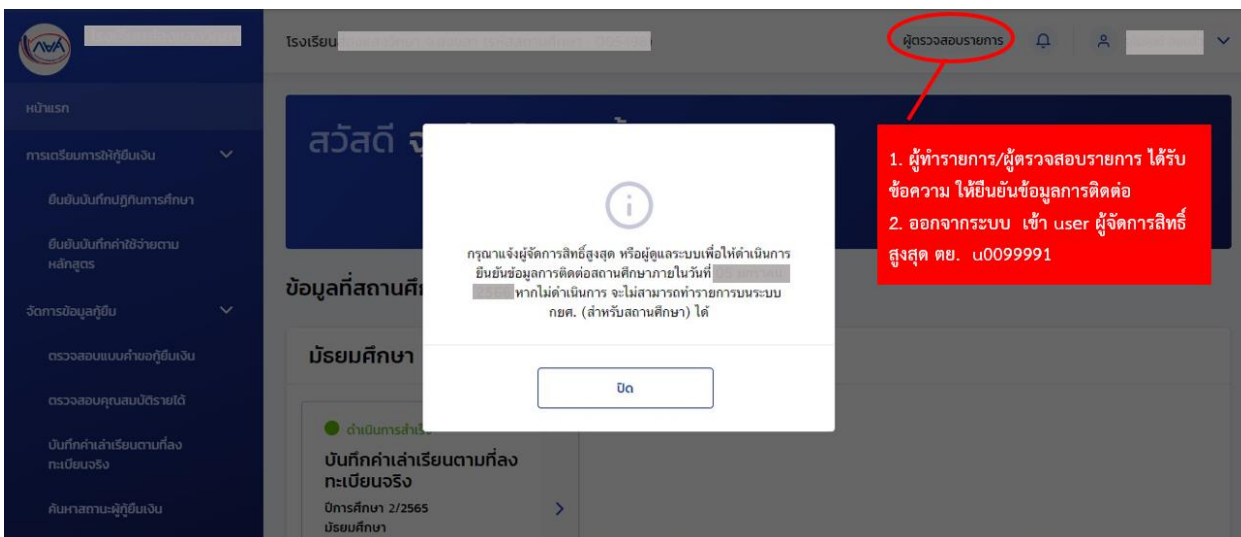 โรงเรียน
ผู้ตรวจสอบรายการ
หน้าแรก
การเตรียมการให้กู้ยืมเงิน
ยืนยันบันทึกปฏิทินการศึกษา
ยืนยันบันทึกค่าใช้จ่ายตาม
หลักสูตร
จัดการข้อมูลกู้ยืม
ตรวจสอบแบบคำขอกู้ยืมเงิน
ตรวจสอบคุณสมบัติรายได้
บันทึกค่าเล่าเรียนตามที่ลง
ทะเบียนจริง
ค้นหาสถานะผู้กู้ยืมเงิน
สวัสดี
กรุณาแจ้งผู้จัดการสิทธิ์สูงสุด หรือผู้ดูแลระบบเพื่อให้ดำเนินการ
ยืนยันข้อมูลการติดต่อสถานศึกษาภายในวันที่
หากไม่ดำเนินการ จะไม่สามารถทำรายการบนระบบ
กยศ. (สำหรับสถานศึกษา) ได้
ปิด
1. ผู้ทำรายการ/ผู้ตรวจสอบรายการ ได้รับ
ข้อความ ให้ยืนยันข้อมูลการติดต่อ
2. ออกจากระบบ เข้า user ผู้จัดการสิทธิ์
สูงสุด ตย. u0099991
ข้อมูลที่สถานศึ
มัธยมศึกษา
ดำเนินการสำเร็
บันทึกค่าเล่าเรียนตามที่ลง
ทะเบียนจริง
ปีการศึกษา 2/2565
มัธยมศึกษา